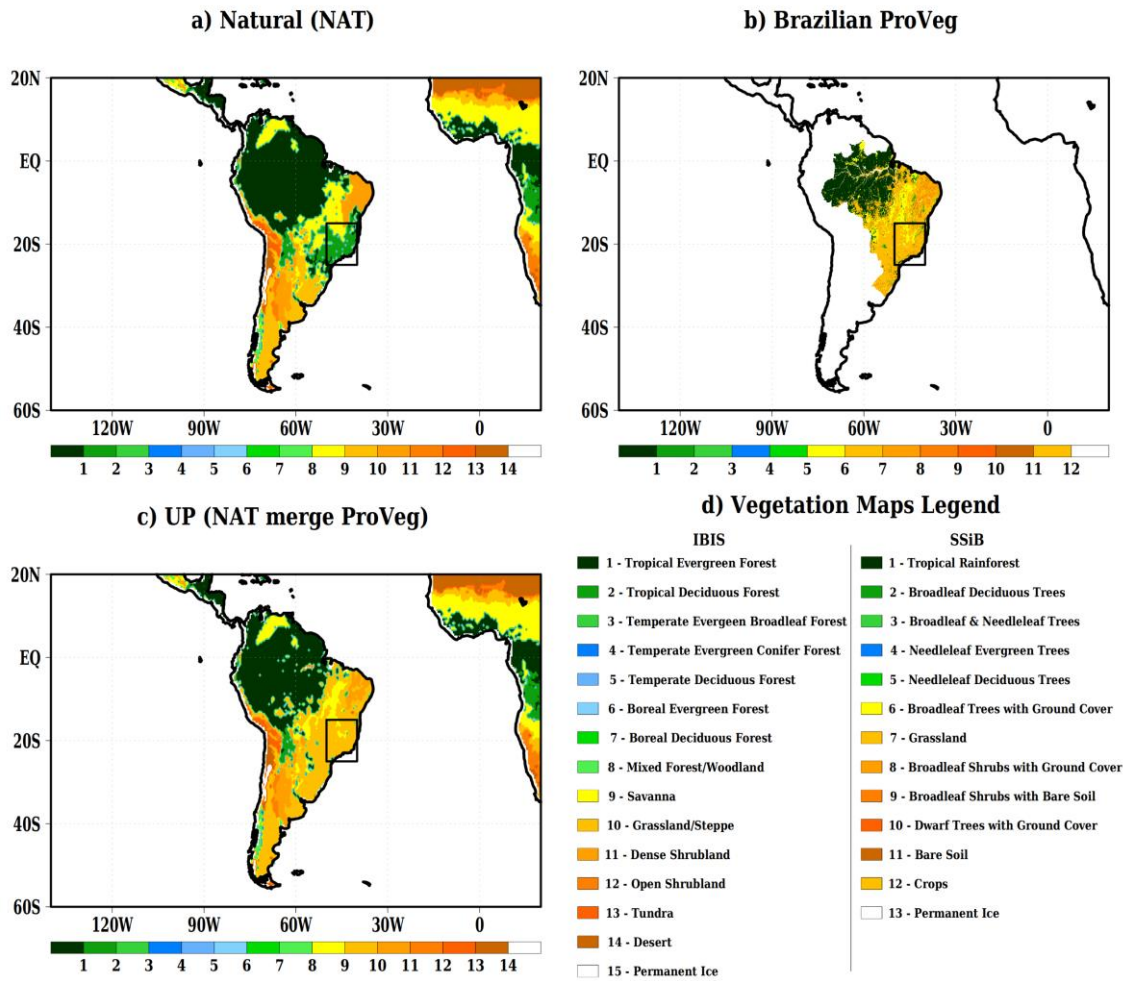 a) Natural (NAT)
b) Brazilian ProVeg
20N
EQ
20S
40S
60S
120W 90W 60W 30W 0
1 2 3 4 5 6 7 8 9 10 11 12 13 14
20N
EQ
20S
40S
60S
120W 90W 60W 30W 0
1 2 3 4 5 6 7 8 9 10 11 12
c) UP (NAT merge ProVeg)
20N
EQ
20S
40S
60S
120W 90W 60W 30W 0
1 2 3 4 5 6 7 8 9 10 11 12 13 14
d) Vegetation Maps Legend
IBIS
1 - Tropical Evergreen Forest
2 - Tropical Deciduous Forest
3 - Temperate Evergeen Broadleaf Forest
4 - Temperate Evergreen Conifer Forest
5 - Temperate Deciduous Forest
6 - Boreal Evergreen Forest
7 - Boreal Deciduous Forest
8 - Mixed Forest/Woodland
9 - Savanna
10 - Grassland/Steppe
11 - Dense Shrubland
12 - Open Shrubland
13 - Tundra
14 - Desert
15 - Permanent Ice
SSiB
1 - Tropical Rainforest
2 - Broadleaf Deciduous Trees
3 - Broadleaf & Needleleaf Trees
4 - Needleleaf Evergreen Trees
5 - Needleleaf Deciduous Trees
6 - Broadleaf Trees with Ground Cover
7 - Grassland
8 - Broadleaf Shrubs with Ground Cover
9 - Broadleaf Shrubs with Bare Soil
10 - Dwarf Trees with Ground Cover
11 - Bare Soil
12 - Crops
13 - Permanent Ice